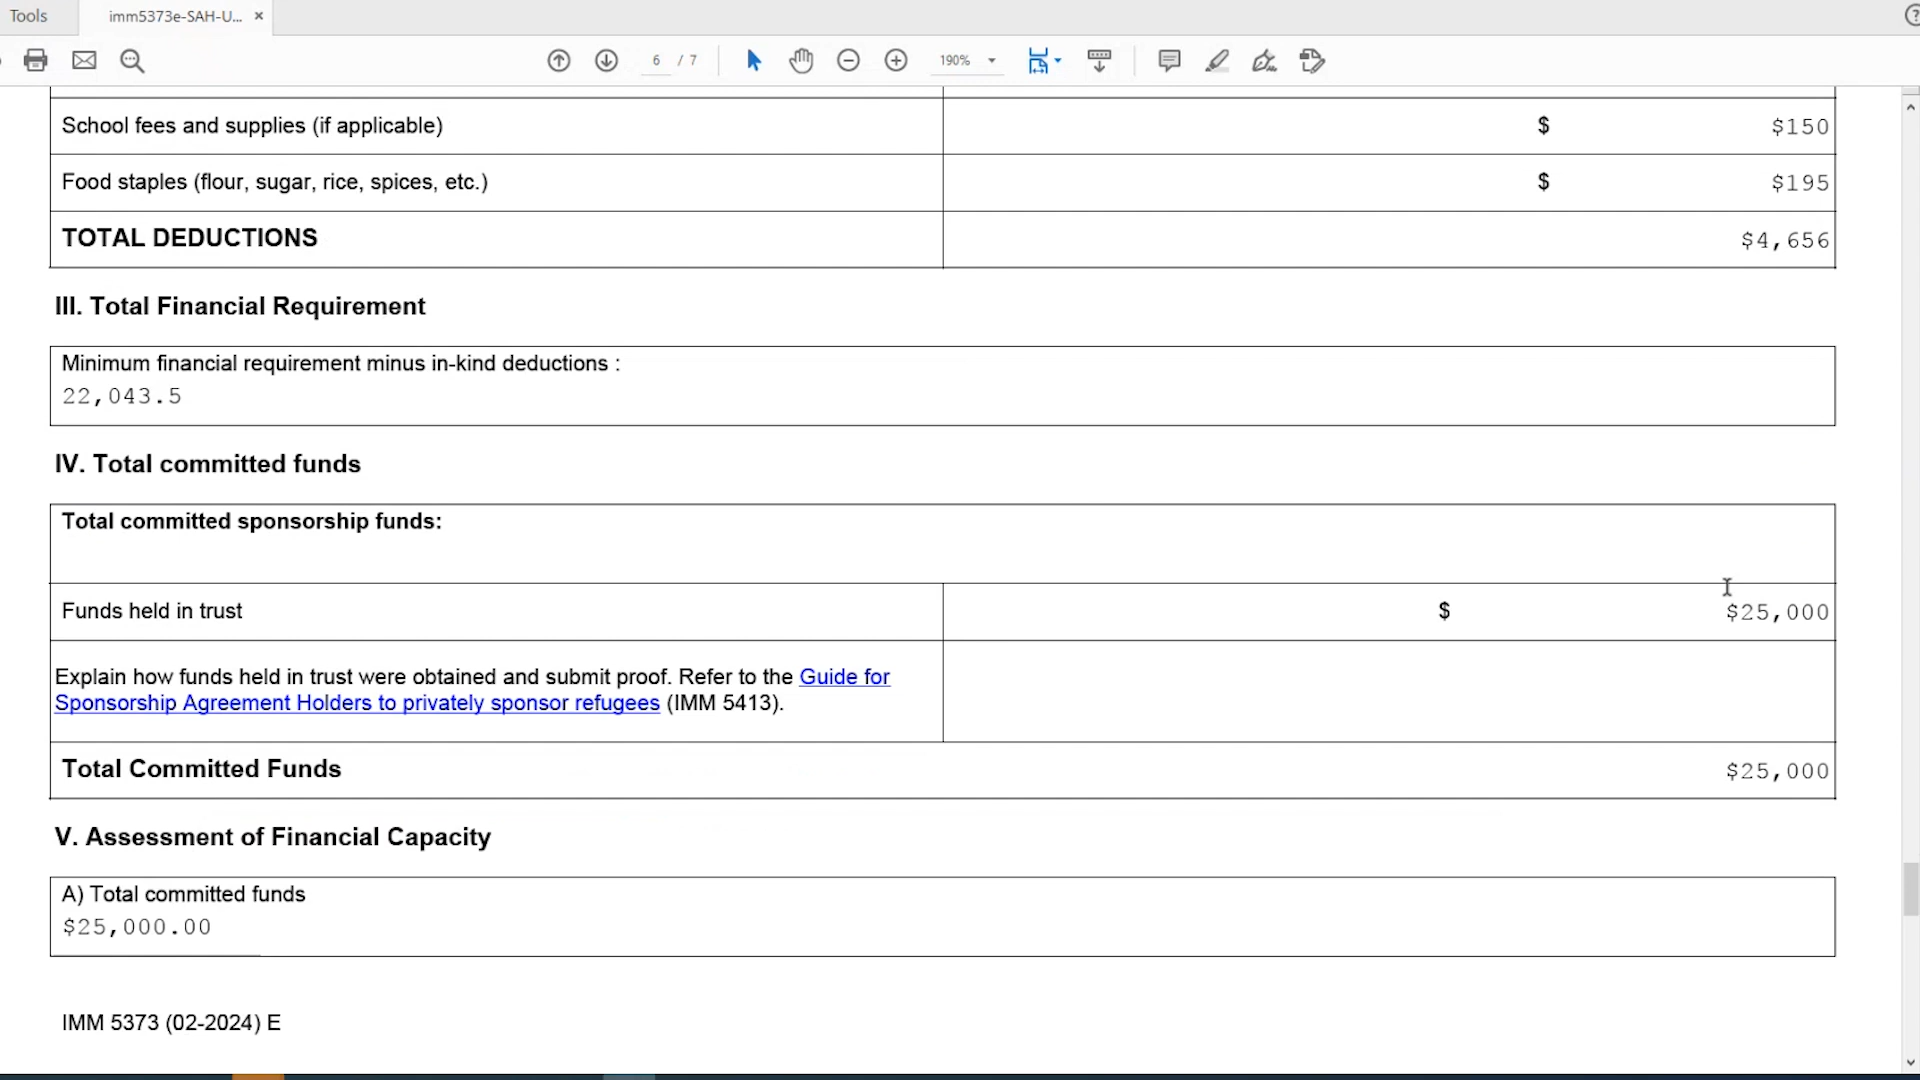 Tools
imm5373e-SAH-U... ×
6 / 7
190%
School fees and supplies (if applicable) $ $150
Food staples (flour, sugar, rice, spices, etc.) $ $195
TOTAL DEDUCTIONS $4,656
III. Total Financial Requirement
Minimum financial requirement minus in-kind deductions :
22,043.5
IV. Total committed funds
Total committed sponsorship funds:
Funds held in trust $ $25,000
Explain how funds held in trust were obtained and submit proof. Refer to the Guide for
Sponsorship Agreement Holders to privately sponsor refugees (IMM 5413).
Total Committed Funds $25,000
V. Assessment of Financial Capacity
A) Total committed funds
$25,000.00
IMM 5373 (02-2024) E